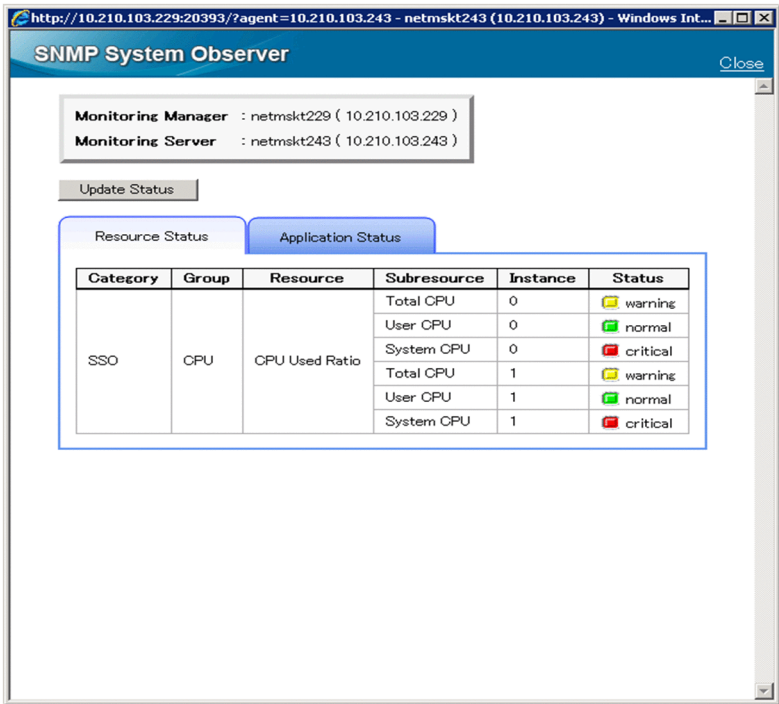 http://10.210.103.229:20393/?agent=10.210.103.243 - netmskt243 (10.210.103.243) - Windows Int...
SNMP System Observer
Close
Monitoring Manager : netmskt229 ( 10.210.103.229 )
Monitoring Server : netmskt243 ( 10.210.103.243 )
Update Status
Resource Status Application Status
Category Group Resource Subresource Instance Status
Total CPU 0 warning
User CPU 0 normal
System CPU 0 critical
SSO CPU CPU Used Ratio
Total CPU 1 warning
User CPU 1 normal
System CPU 1 critical